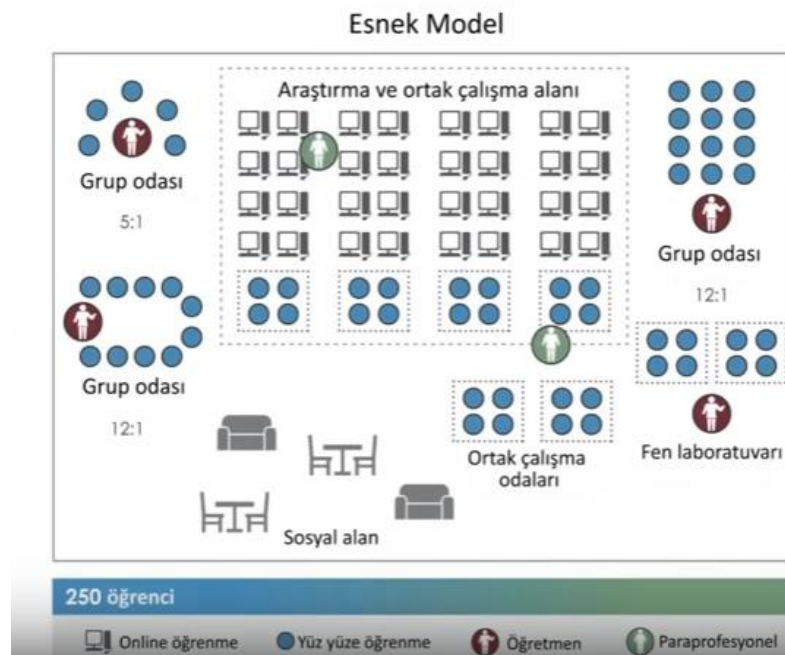 Esnek Model
Araştırma ve ortak çalışma alanı
Grup odası
5:1
Grup odası
12:1
Grup odası
12:1
Ortak çalışma
odaları
Fen laboratuvarı
Sosyal alan
250 öğrenci
Online öğrenme
Yüz yüze öğrenme
Öğretmen
Paraprofesyonel